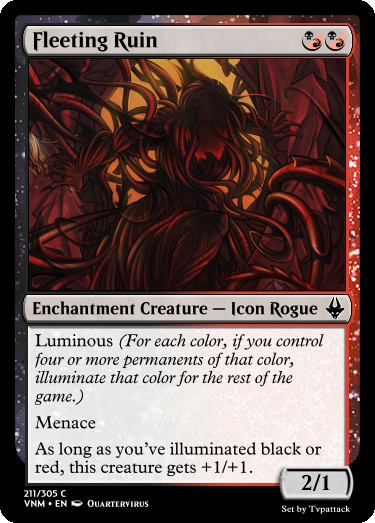 Fleeting Ruin
Enchantment Creature — Icon Rogue
Luminous (For each color, if you control
four or more permanents of that color,
illuminate that color for the rest of the
game.)
Menace
As long as you've illuminated black or
red, this creature gets +1/+1.
2/1
211/305 C
VNM • EN Quartervirus
Set by Tvpattack